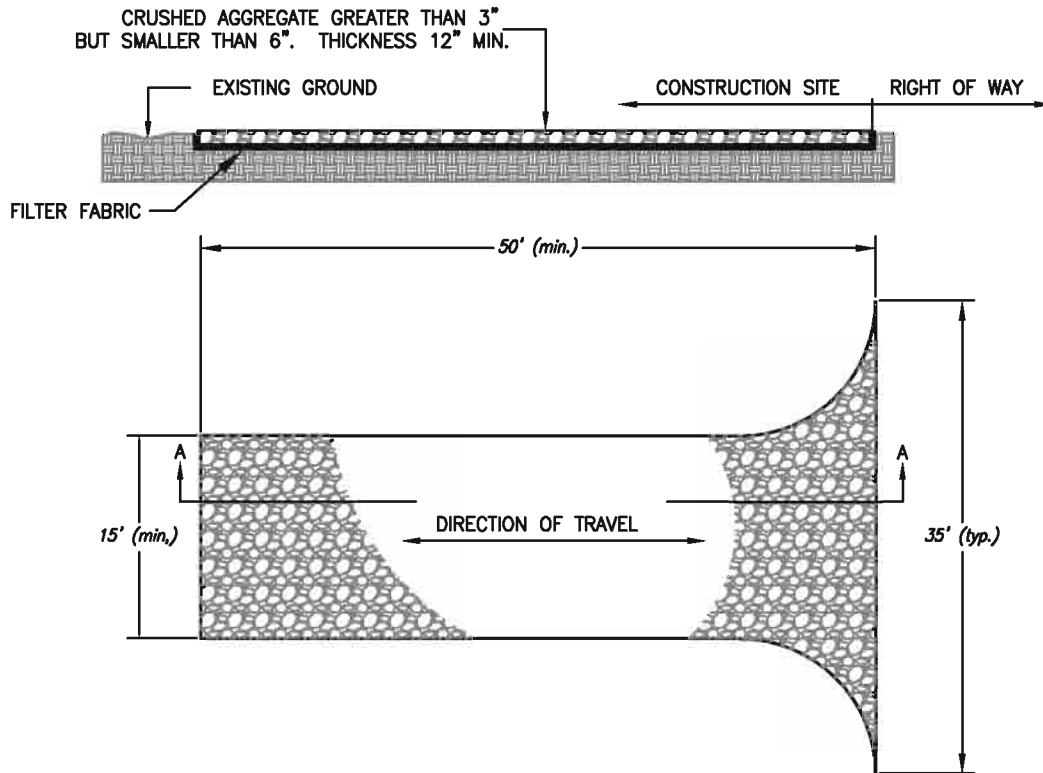 CRUSHED AGGREGATE GREATER THAN 3"
BUT SMALLER THAN 6". THICKNESS 12" MIN.
EXISTING GROUND
CONSTRUCTION SITE
RIGHT OF WAY
FILTER FABRIC
50' (min.)
A
A
15' (min,)
DIRECTION OF TRAVEL
35' (typ.)